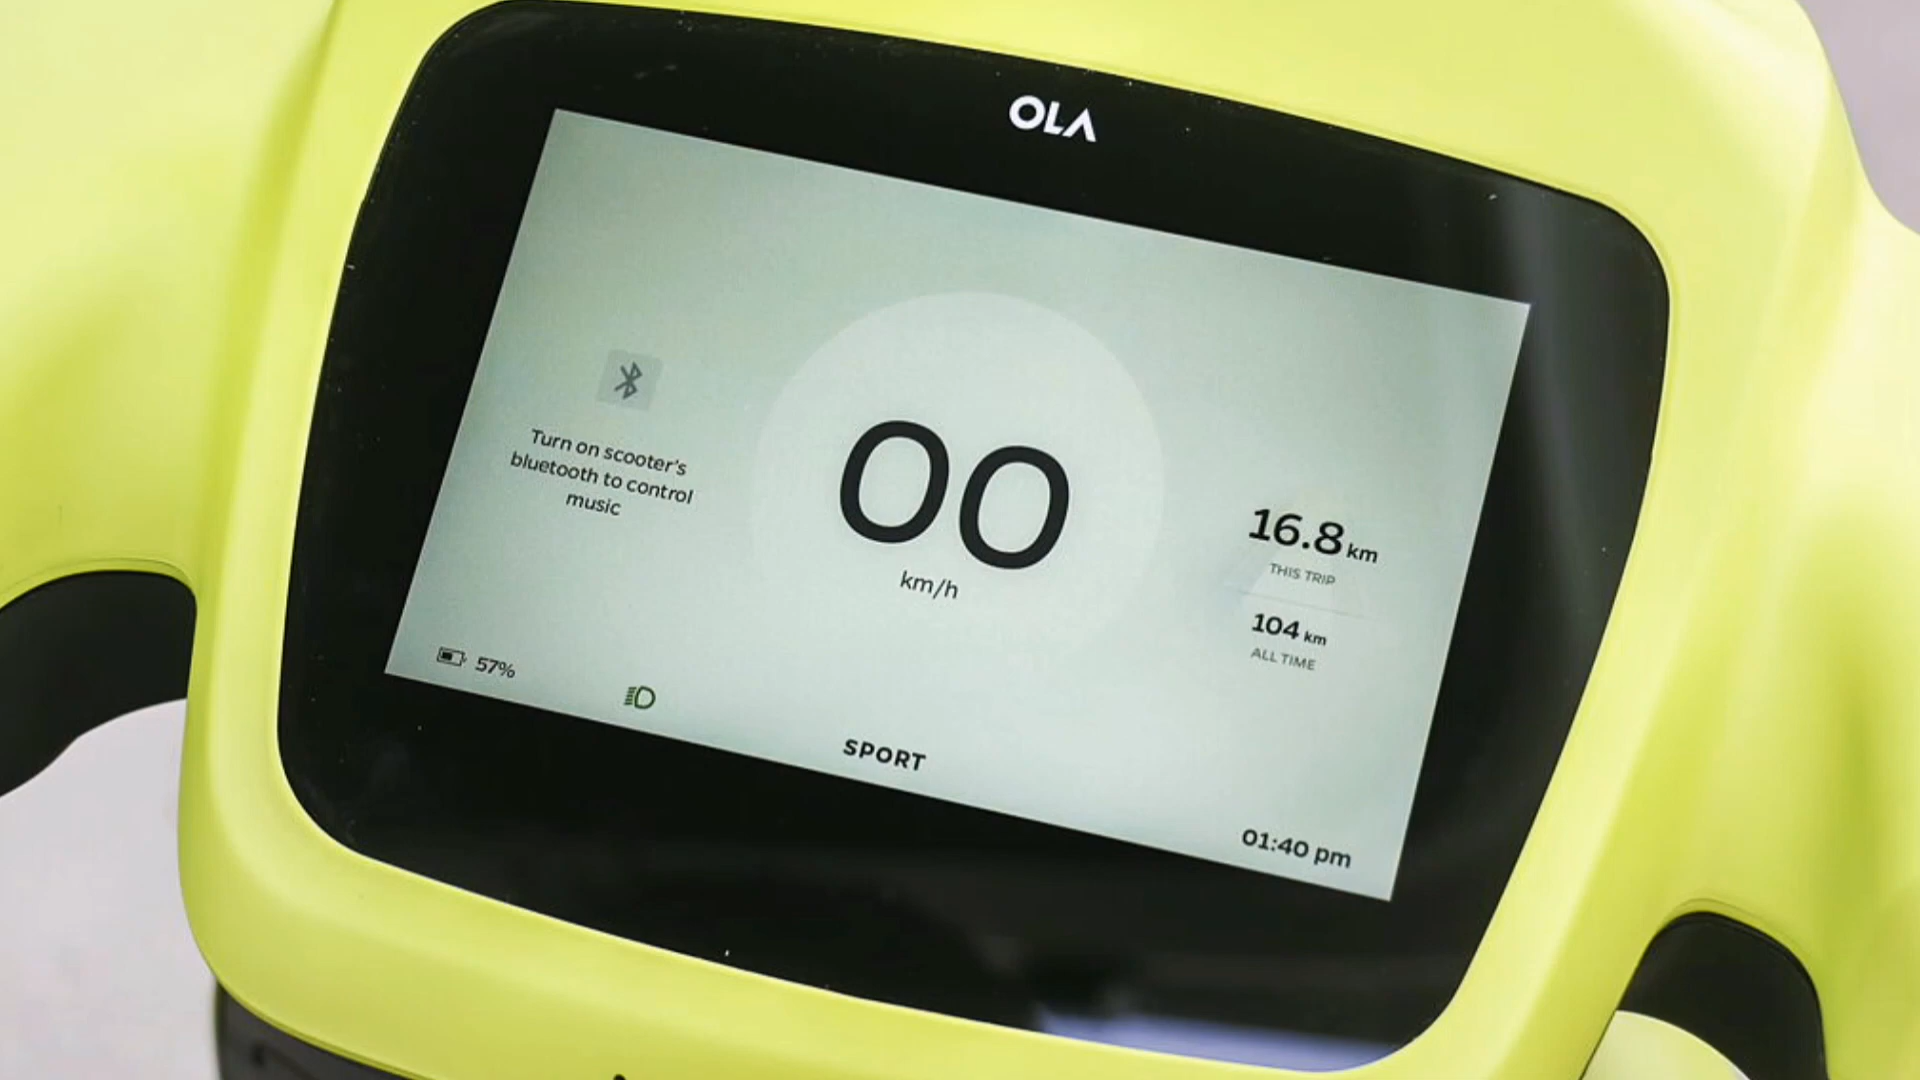 OLA
Turn on scooter's
bluetooth to control
music
00
km/h
16.8 km
THIS TRIP
104 km
ALL TIME
57%
SPORT
01:40 pm